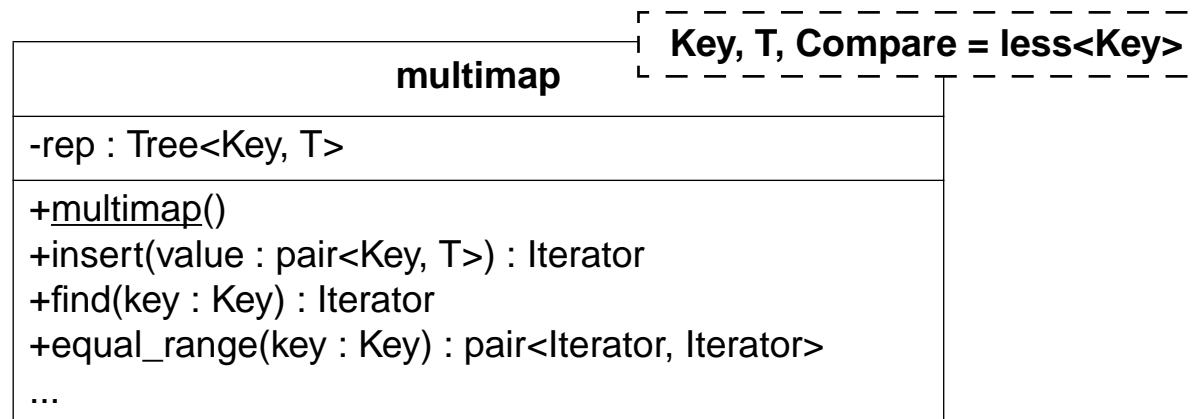 Key, T, Compare = less<Key>
multimap
-rep : Tree<Key, T>
+multimap()
+insert(value : pair<Key, T>) : Iterator
+find(key : Key) : Iterator
+equal_range(key : Key) : pair<Iterator, Iterator>
...